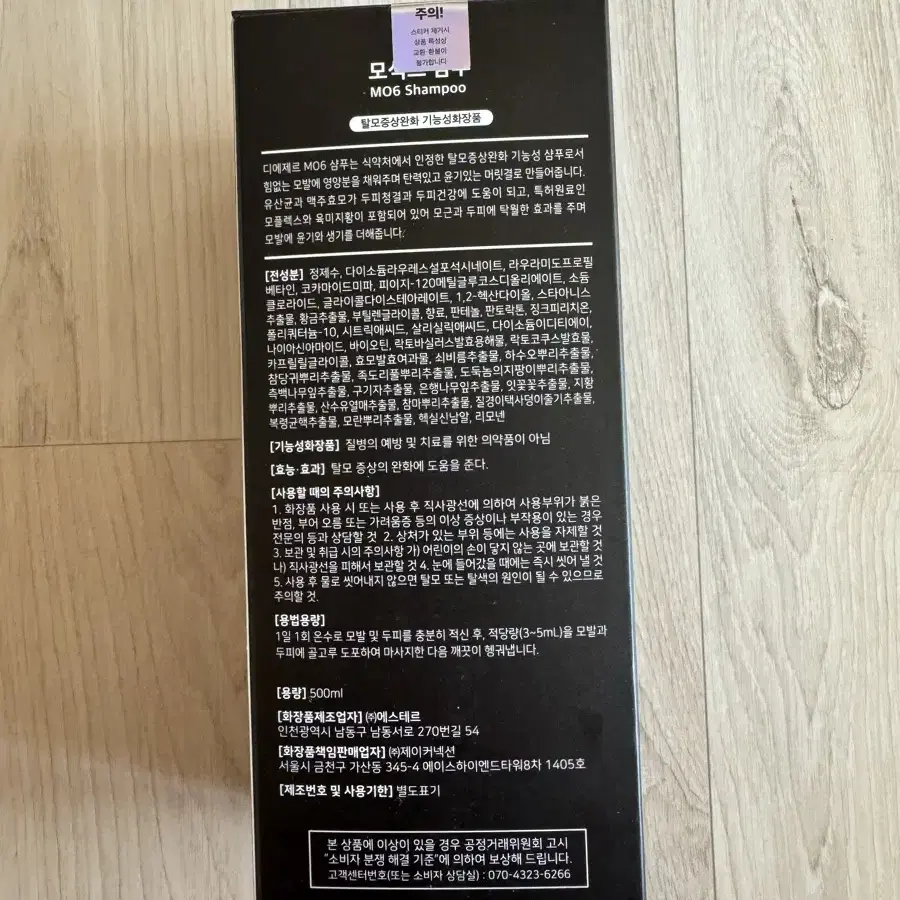 주의!
스티커 제거시
상품 특성상
교환·환불이
불가합니다
MO6 Shampoo
탈모증상완화 기능성화장품
디에제르 MO6 샴푸는 식약처에서 인정한 탈모증상완화 기능성 샴푸로서
힘없는 모발에 영양분을 채워주며 탄력있고 윤기있는 머릿결로 만들어줍니다.
유산균과 맥주효모가 두피청결과 두피건강에 도움이 되고, 특허원료인
모플렉스와 육미지황이 포함되어 있어 모근과 두피에 탁월한 효과를 주며
모발에 윤기와 생기를 더해줍니다.
[전성분] 정제수, 다이소듐라우레스설포석시네이트, 라우라미도프로필
베타인, 코카마이드미파, 피이지-120메틸글루코스디올리에이트, 소듐
클로라이드, 글라이콜다이스테아레이트, 1,2-헥산다이올, 스타아니스
추출물, 황금추출물, 부틸렌글라이콜, 향료, 판테놀, 판토락톤, 징크피리치온,
폴리쿼터늄-10, 시트릭애씨드, 살리실릭애씨드, 다이소듐이디티에이,
나이아신아마이드, 바이오틴, 락토바실러스발효용해물, 락토코쿠스발효물,
카프릴릴글라이콜, 효모발효여과물, 쇠비름추출물, 하수오뿌리추출물,
참당귀뿌리추출물, 족도리풀뿌리추출물, 도둑놈의지팡이뿌리추출물,
측백나무잎추출물, 구기자추출물, 은행나무잎추출물, 잇꽃꽃추출물, 지황
뿌리추출물, 산수유열매추출물, 참마뿌리추출물, 질경이택사덩이줄기추출물,
복령균핵추출물, 모란뿌리추출물, 헥실신남알, 리모넨
[기능성화장품] 질병의 예방 및 치료를 위한 의약품이 아님
[효능·효과] 탈모 증상의 완화에 도움을 준다.
[사용할 때의 주의사항]
1. 화장품 사용 시 또는 사용 후 직사광선에 의하여 사용부위가 붉은
반점, 부어 오름 또는 가려움증 등의 이상 증상이나 부작용이 있는 경우
전문의 등과 상담할 것 2. 상처가 있는 부위 등에는 사용을 자제할 것
3. 보관 및 취급 시의 주의사항 가) 어린이의 손이 닿지 않는 곳에 보관할 것
나) 직사광선을 피해서 보관할 것 4. 눈에 들어갔을 때에는 즉시 씻어 낼 것
5. 사용 후 물로 씻어내지 않으면 탈모 또는 탈색의 원인이 될 수 있으므로
주의할 것.
[용법용량]
1일 1회 온수로 모발 및 두피를 충분히 적신 후, 적당량(3~5mL)을 모발과
두피에 골고루 도포하여 마사지한 다음 깨끗이 헹궈냅니다.
[용량] 500ml
[화장품제조업자] ㈜에스테르
인천광역시 남동구 남동서로 270번길 54
[화장품책임판매업자] ㈜제이커넥션
서울시 금천구 가산동 345-4 에이스하이엔드타워8차 1405호
[제조번호 및 사용기한] 별도표기
본 상품에 이상이 있을 경우 공정거래위원회 고시
"소비자 분쟁 해결 기준"에 의하여 보상해 드립니다.
고객센터번호(또는 소비자 상담실) : 070-4323-6266